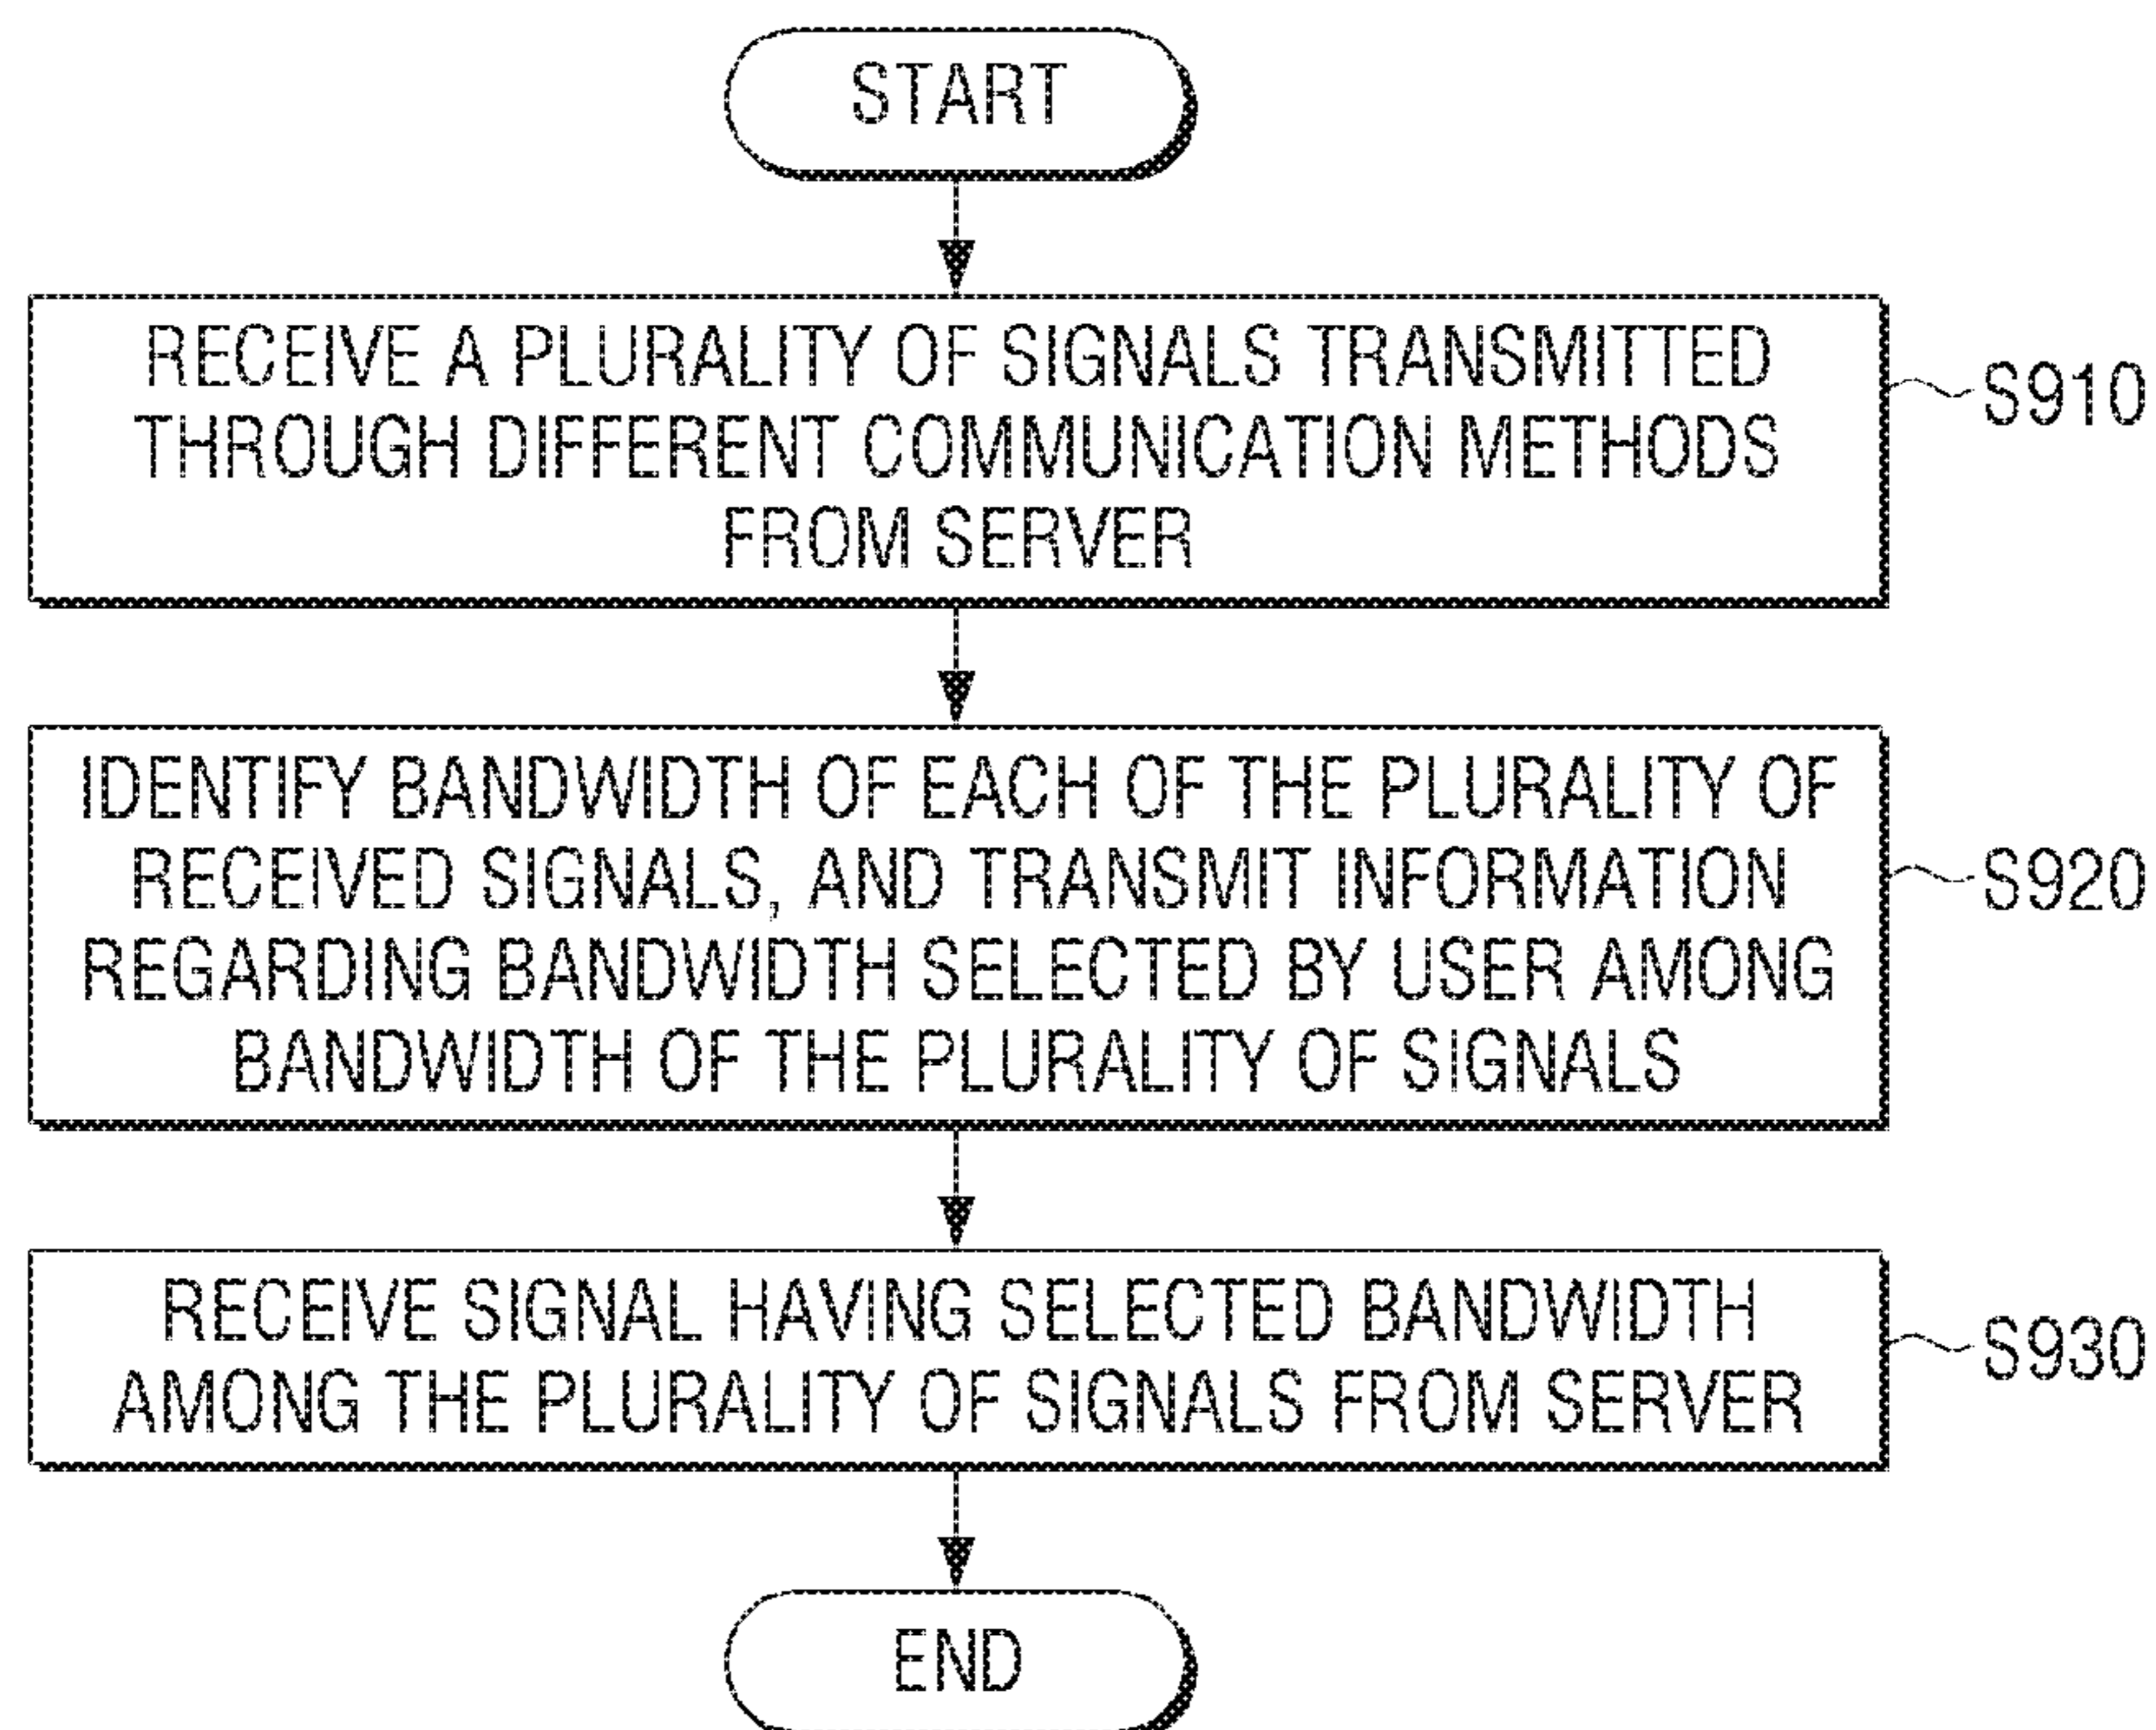 START
RECEIVE A PLURALITY OF SIGNALS TRANSMITTED
THROUGH DIFFERENT COMMUNICATION METHODS
FROM SERVER
S910
IDENTIFY BANDWIDTH OF EACH OF THE PLURALITY OF
RECEIVED SIGNALS, AND TRANSMIT INFORMATION
REGARDING BANDWIDTH SELECTED BY USER AMONG
BANDWIDTH OF THE PLURALITY OF SIGNALS
S920
RECEIVE SIGNAL HAVING SELECTED BANDWIDTH
AMONG THE PLURALITY OF SIGNALS FROM SERVER
S930
END